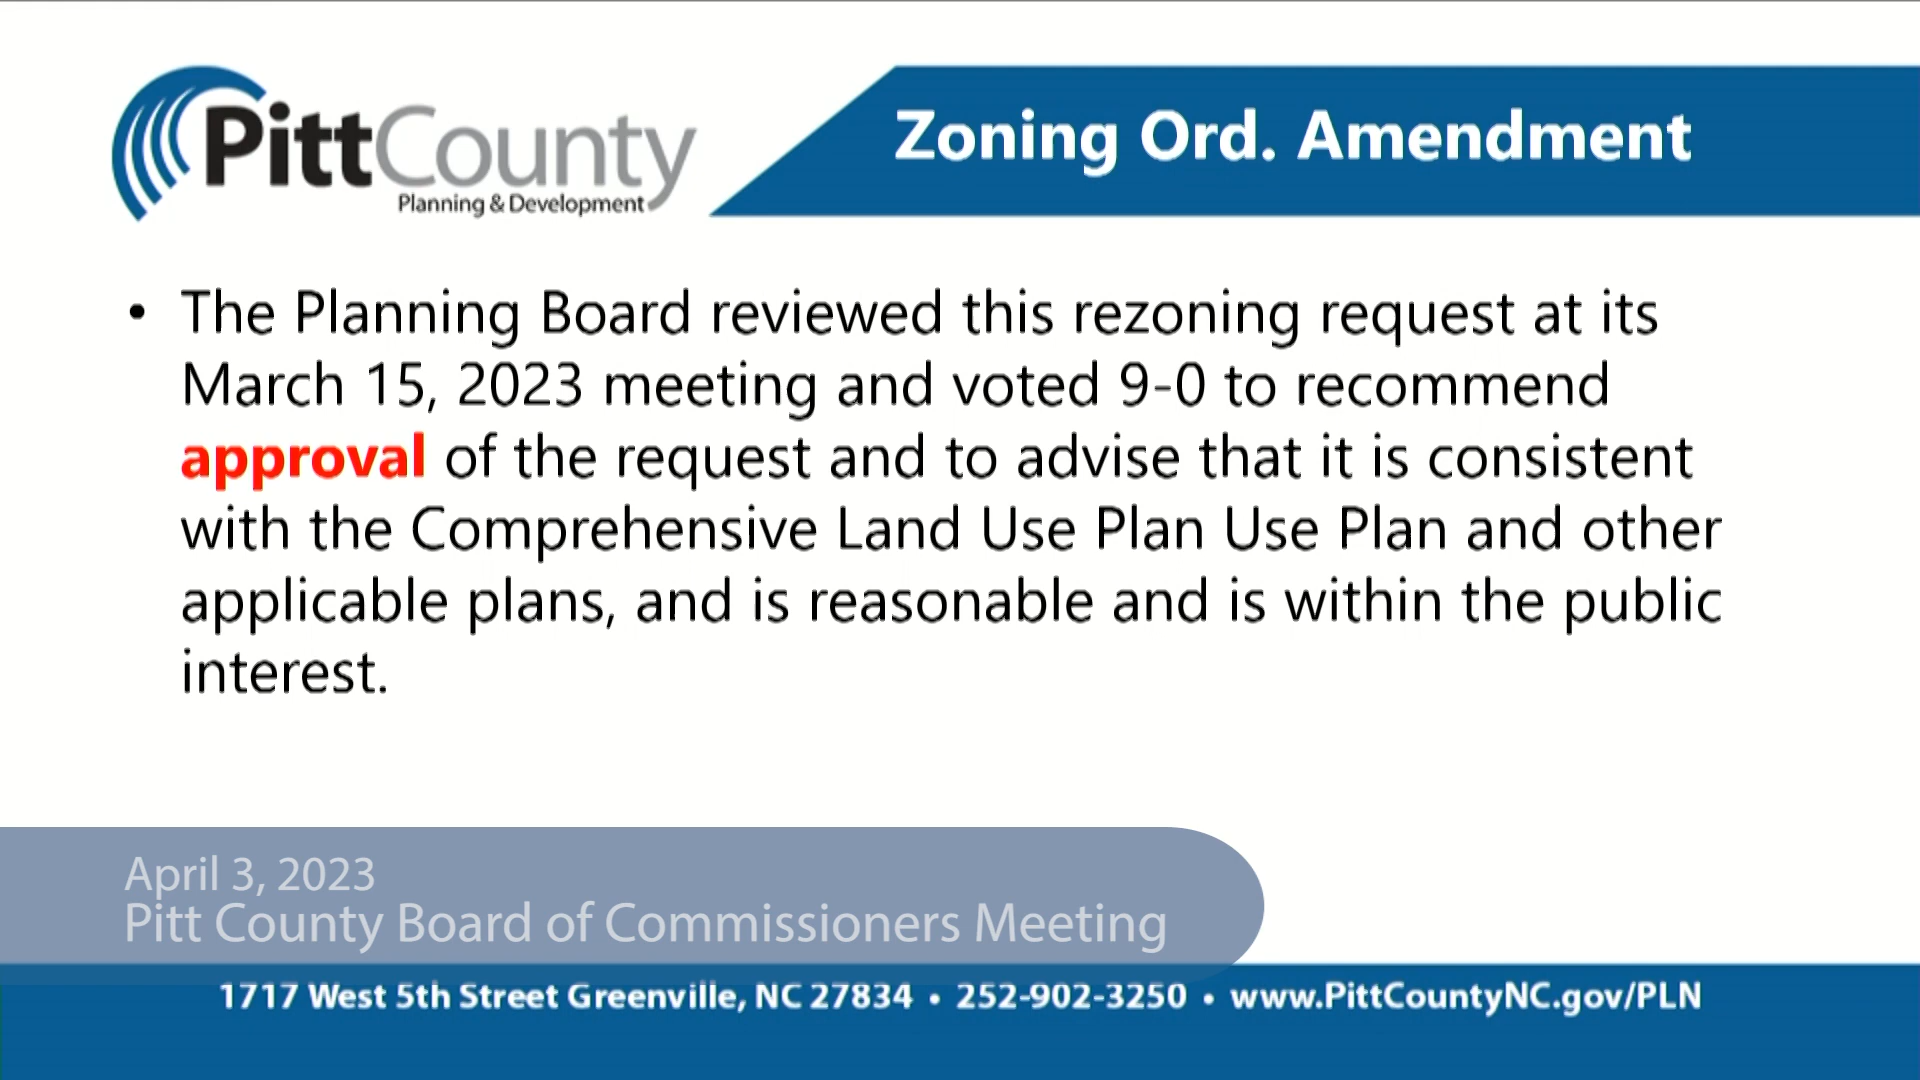 PittCounty
Planning & Development
Zoning Ord. Amendment
• The Planning Board reviewed this rezoning request at its
March 15, 2023 meeting and voted 9-0 to recommend
approval of the request and to advise that it is consistent
with the Comprehensive Land Use Plan Use Plan and other
applicable plans, and is reasonable and is within the public
interest.
April 3, 2023
Pitt County Board of Commissioners Meeting
1717 West 5th Street Greenville, NC 27834 • 252-902-3250 • www.PittCountyNC.gov/PLN